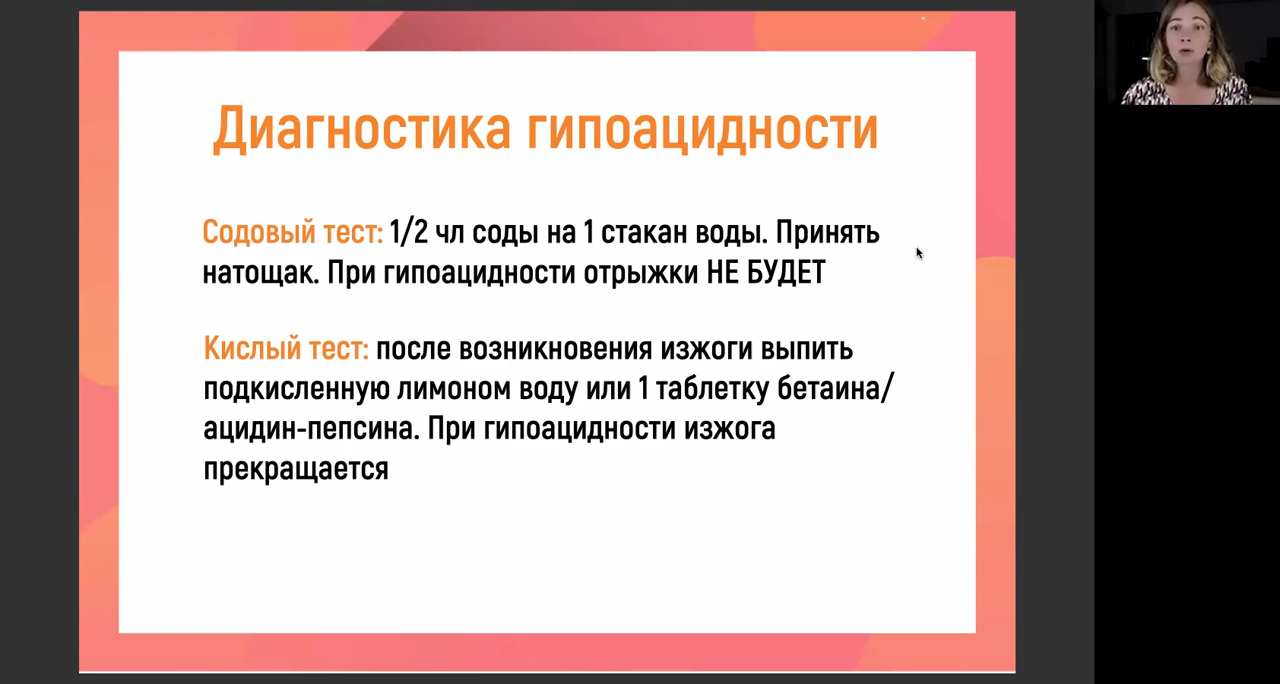 Диагностика гипоацидности
Содовый тест: 1/2 чл соды на 1 стакан воды. Принять
натощак. При гипоацидности отрыжки НЕ БУДЕТ
Кислый тест: после возникновения изжоги выпить
подкисленную лимоном воду или 1 таблетку бетаина/
ацидин-пепсина. При гипоацидности изжога
прекращается